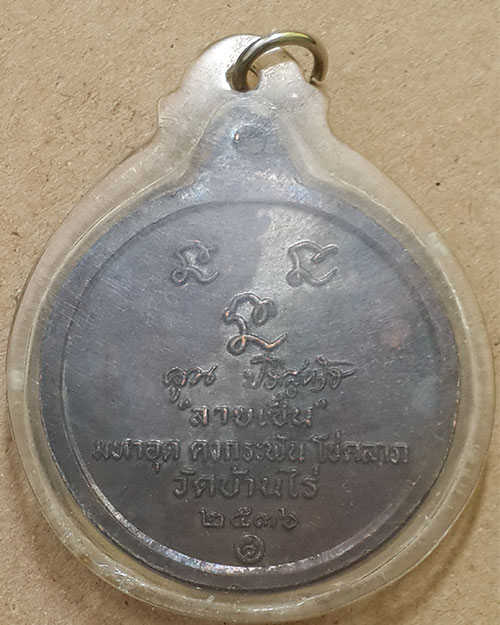 คูณ ปริสุทฺโธ
"ลายเซ็น"
มหาอุด คงกระพัน โชคลาภ
วัดบ้านไร่
๒๕๓๖